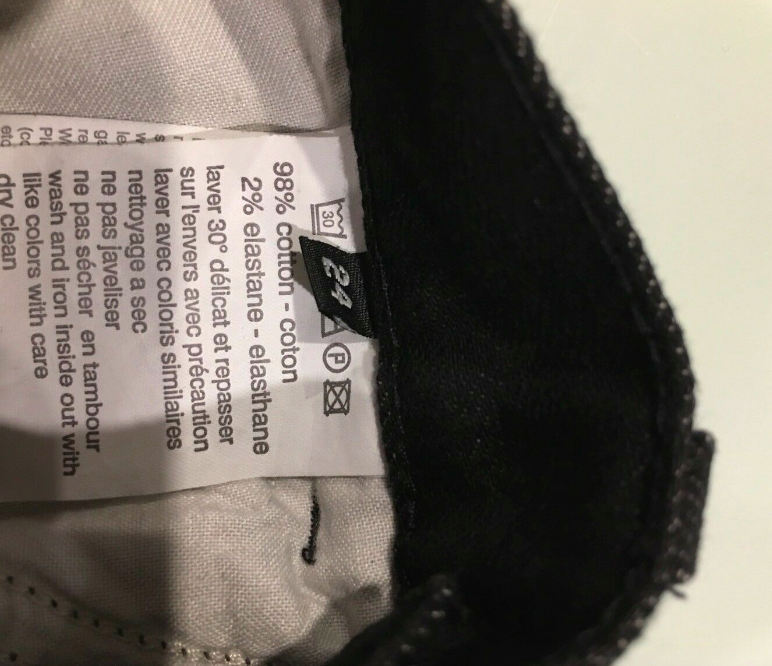 30
24
P
98% cotton - coton
2% elastane - elasthane
laver 30° délicat et repasser
sur l'envers avec précaution
laver avec coloris similaires
nettoyage a sec
ne pas javeliser
ne pas sécher en tambour
wash and iron inside out with
like colors with care
dry clean